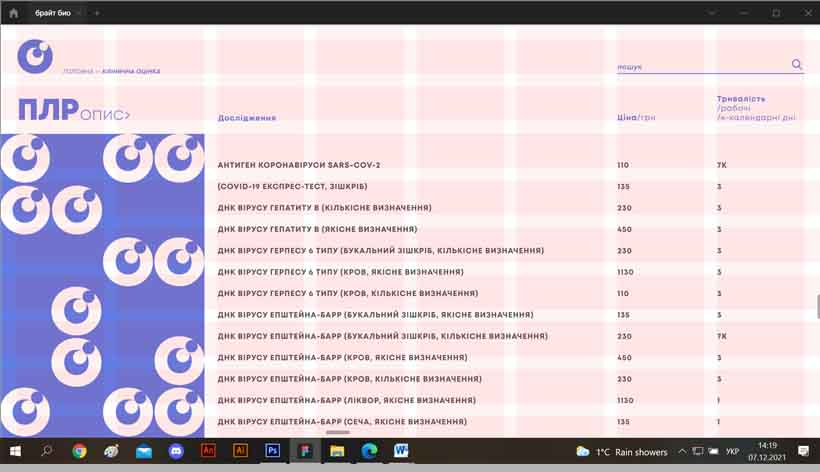 брайт био
ГОЛОВНА — КЛІНІЧНА ОЦІНКА
пошук
ПЛР ОПИС>
Дослідження
Ціна/грн
Тривалість
/робочі
/к-календарні дні
АНТИГЕН КОРОНАВІРУСИ SARS-COV-2 110 7К
(COVID-19 ЕКСПРЕС-ТЕСТ, ЗІШКРІБ) 135 3
ДНК ВІРУСУ ГЕПАТИТУ В (КІЛЬКІСНЕ ВИЗНАЧЕННЯ) 230 3
ДНК ВІРУСУ ГЕПАТИТУ В (ЯКІСНЕ ВИЗНАЧЕННЯ) 450 3
ДНК ВІРУСУ ГЕРПЕСУ 6 ТИПУ (БУКАЛЬНИЙ ЗІШКРІБ, КІЛЬКІСНЕ ВИЗНАЧЕННЯ) 230 3
ДНК ВІРУСУ ГЕРПЕСУ 6 ТИПУ (КРОВ, ЯКІСНЕ ВИЗНАЧЕННЯ) 1130 3
ДНК ВІРУСУ ГЕРПЕСУ 6 ТИПУ (КРОВ, КІЛЬКІСНЕ ВИЗНАЧЕННЯ) 110 3
ДНК ВІРУСУ ЕПШТЕЙНА-БАРР (БУКАЛЬНИЙ ЗІШКРІБ, ЯКІСНЕ ВИЗНАЧЕННЯ) 135 3
ДНК ВІРУСУ ЕПШТЕЙНА-БАРР (БУКАЛЬНИЙ ЗІШКРІБ, КІЛЬКІСНЕ ВИЗНАЧЕННЯ) 230 7К
ДНК ВІРУСУ ЕПШТЕЙНА-БАРР (КРОВ, ЯКІСНЕ ВИЗНАЧЕННЯ) 450 3
ДНК ВІРУСУ ЕПШТЕЙНА-БАРР (КРОВ, КІЛЬКІСНЕ ВИЗНАЧЕННЯ) 230 3
ДНК ВІРУСУ ЕПШТЕЙНА-БАРР (ЛІКВОР, ЯКІСНЕ ВИЗНАЧЕННЯ) 1130 1
ДНК ВІРУСУ ЕПШТЕЙНА-БАРР (СЕЧА, ЯКІСНЕ ВИЗНАЧЕННЯ) 135 1
An Ai Ps W
1°C Rain showers
УКР
14:19
07.12.2021